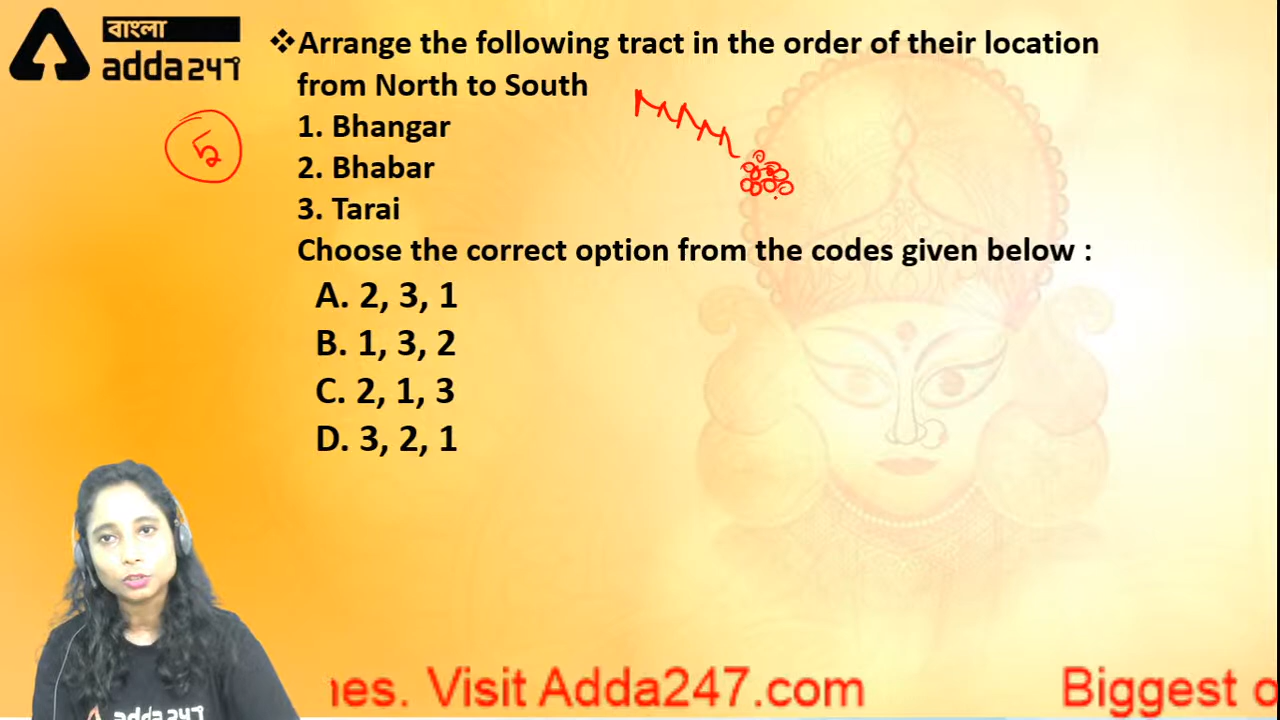 বাংলা
adda247
❖Arrange the following tract in the order of their location
from North to South
1. Bhangar
2. Bhabar
3. Tarai
Choose the correct option from the codes given below :
A. 2, 3, 1
B. 1, 3, 2
C. 2, 1, 3
D. 3, 2, 1
adda247
nes. Visit Adda247.com Biggest o